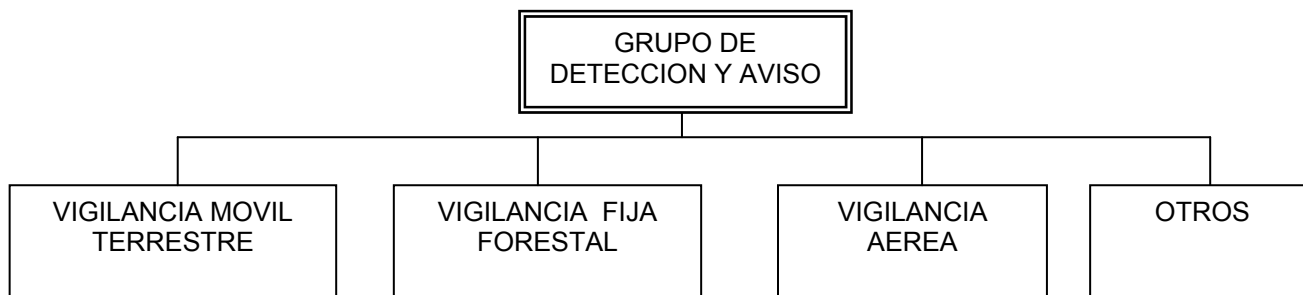 GRUPO DE
DETECCION Y AVISO
VIGILANCIA MOVIL
TERRESTRE
VIGILANCIA FIJA
FORESTAL
VIGILANCIA
AEREA
OTROS